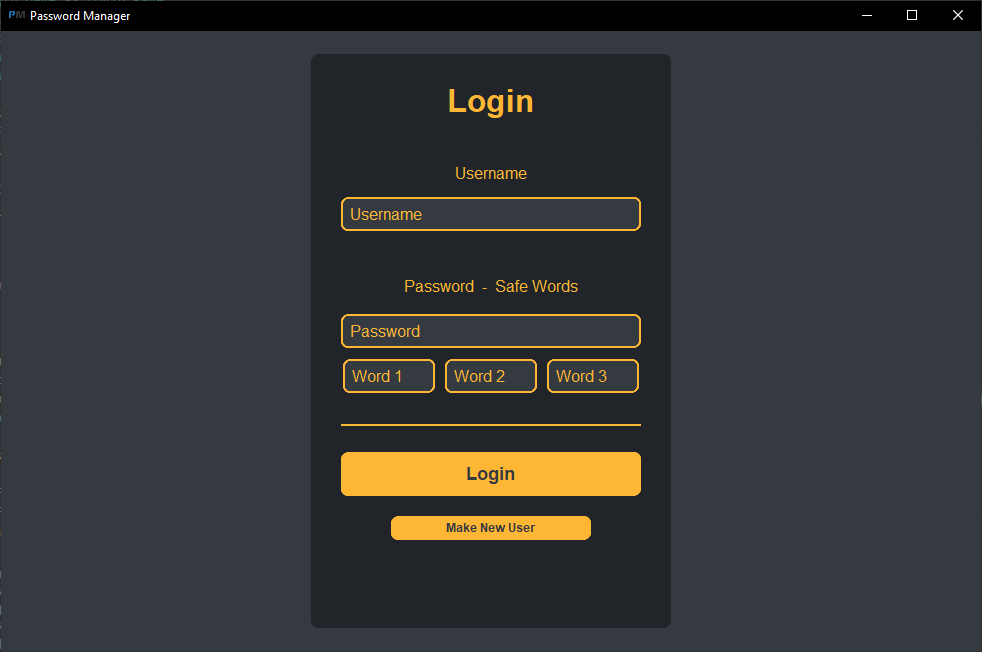 PM Password Manager
Login
Username
Username
Password - Safe Words
Password
Word 1 Word 2 Word 3
Login
Make New User